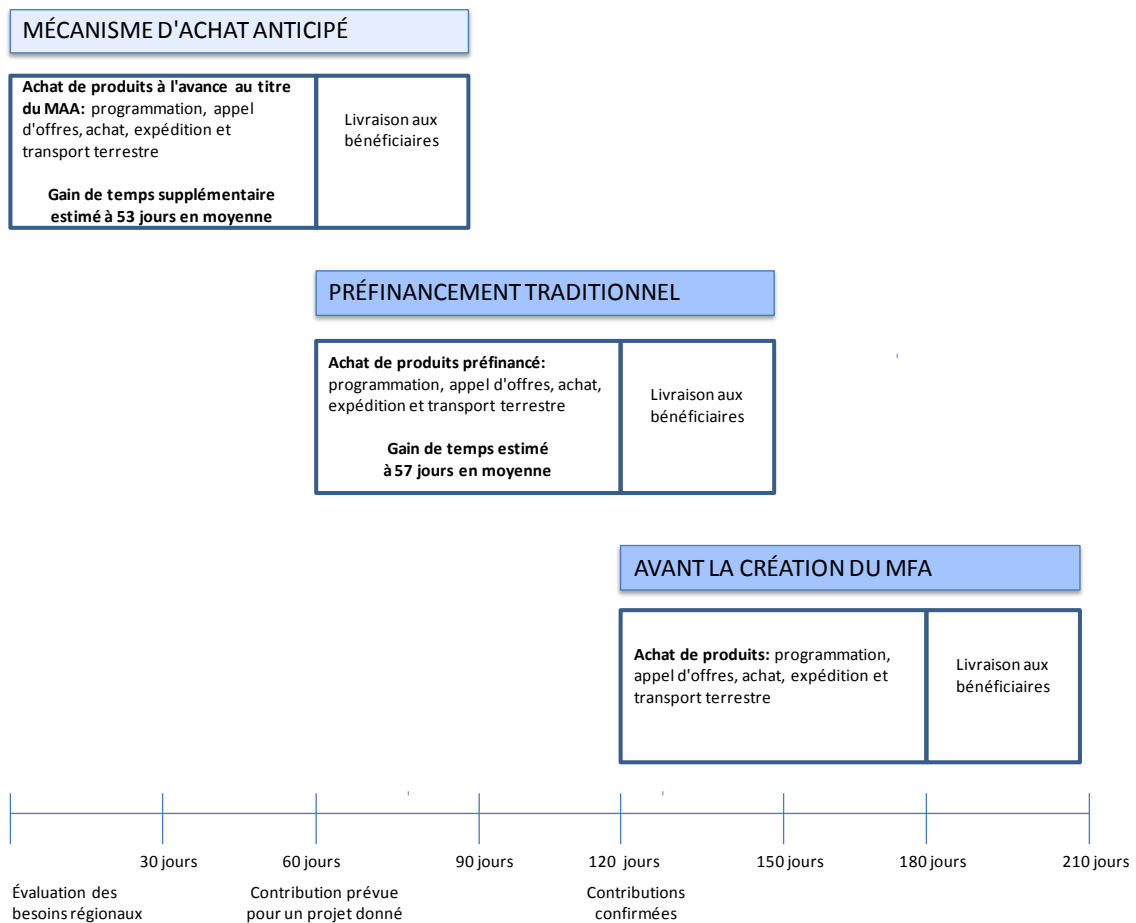 MÉCANISME D'ACHAT ANTICIPÉ
Achat de produits à l'avance au titre
du MAA: programmation, appel
d'offres, achat, expédition et
transport terrestre
Gain de temps supplémentaire
estimé à 53 jours en moyenne
Livraison aux
bénéficiaires
PRÉFINANCEMENT TRADITIONNEL
Achat de produits préfinancé:
programmation, appel d'offres, achat,
expédition et transport terrestre
Gain de temps estimé
à 57 jours en moyenne
Livraison aux
bénéficiaires
AVANT LA CRÉATION DU MFA
Achat de produits: programmation,
appel d'offres, achat, expédition et
transport terrestre
Livraison aux
bénéficiaires
30 jours
60 jours
90 jours
120 jours
150 jours
180 jours
210 jours
Évaluation des
besoins régionaux
Contribution prévue
pour un projet donné
Contributions
confirmées